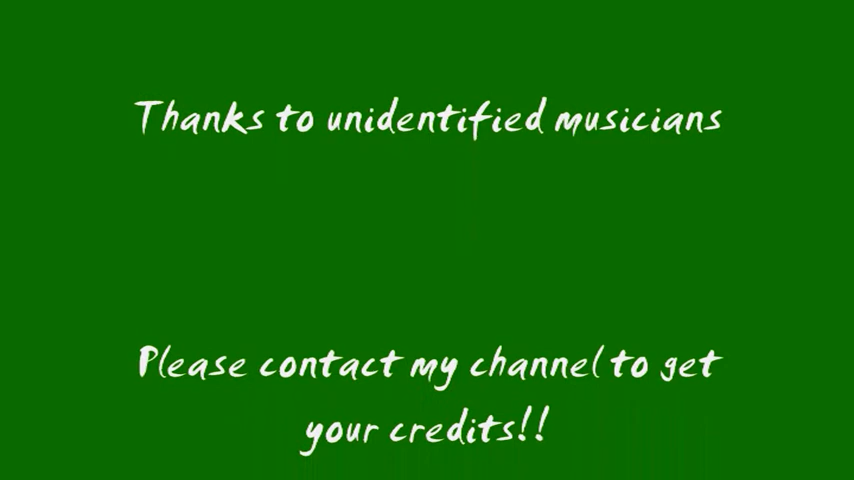 Thanks to unidentified musicians
Please contact my channel to get
your credits!!